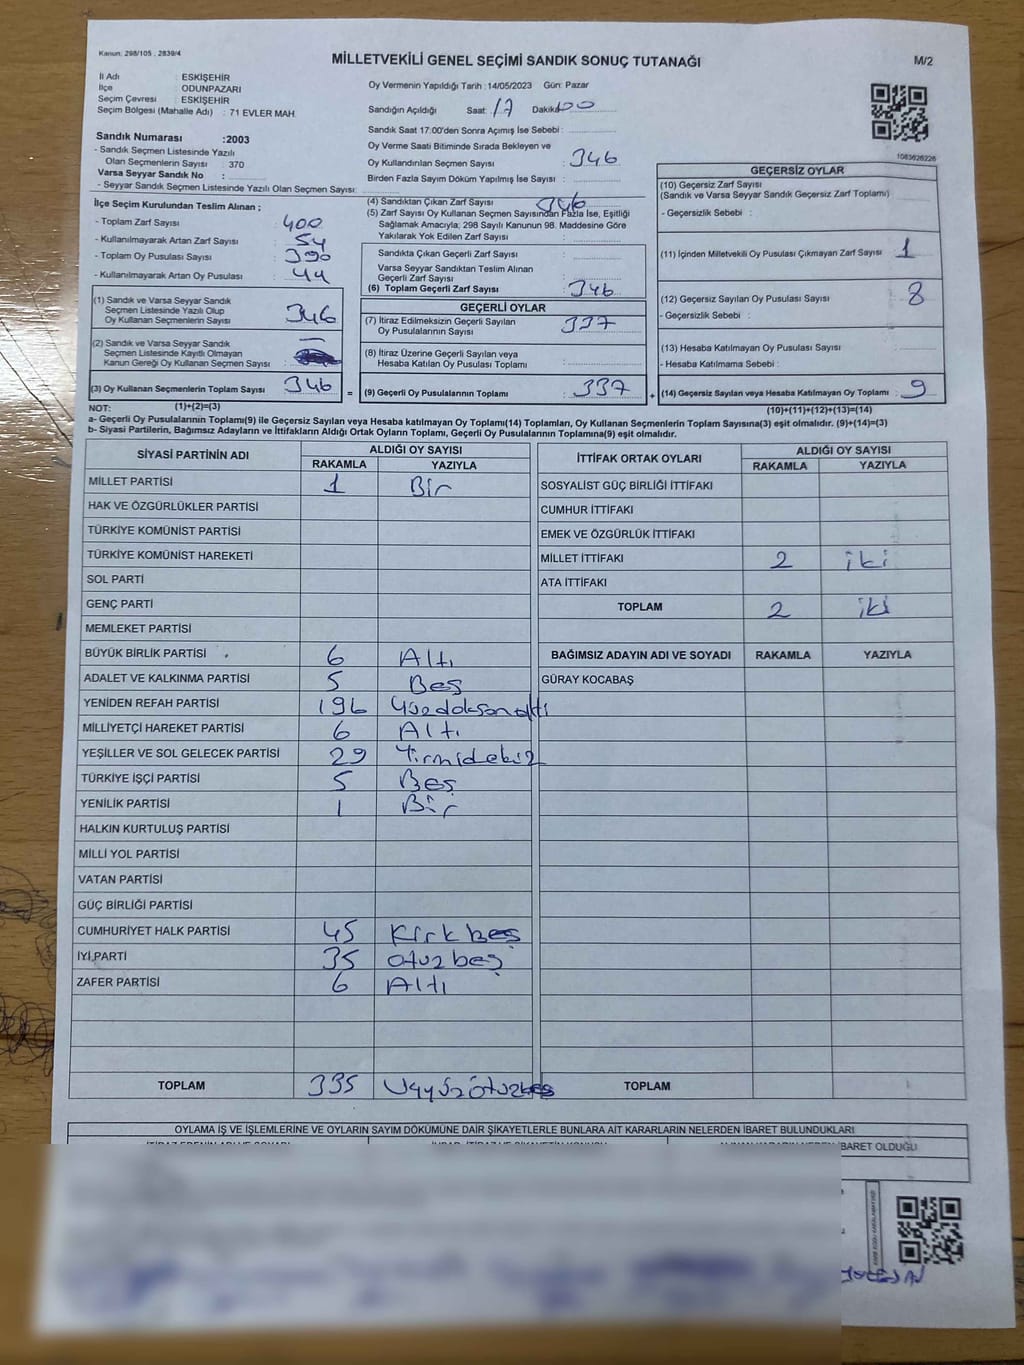 Kanun: 298/105 , 2839/4
MİLLETVEKİLİ GENEL SEÇİMİ SANDIK SONUÇ TUTANAĞI
M/2
İl Adı : ESKİŞEHİR
İlçe : ODUNPAZARI
Seçim Çevresi : ESKİŞEHİR
Seçim Bölgesi (Mahalle Adı) : 71 EVLER MAH.
Sandık Numarası :2003
- Sandık Seçmen Listesinde Yazılı
Olan Seçmenlerin Sayısı : 370
Varsa Seyyar Sandık No :
- Seyyar Sandık Seçmen Listesinde Yazılı Olan Seçmen Sayısı:
Oy Vermenin Yapıldığı Tarih : 14/05/2023 Gün: Pazar
Sandığın Açıldığı Saat: 17 Dakika: 00
Sandık Saat 17:00'den Sonra Açımış İse Sebebi :
Oy Verme Saati Bitiminde Sırada Bekleyen ve
Oy Kullandırılan Seçmen Sayısı : 346
Birden Fazla Sayım Döküm Yapılmış İse Sayısı :
1083626226
İlçe Seçim Kurulundan Teslim Alınan ;
- Toplam Zarf Sayısı : 400
- Kullanılmayarak Artan Zarf Sayısı : 54
- Toplam Oy Pusulası Sayısı : 390
- Kullanılmayarak Artan Oy Pusulası : 44
(1) Sandık ve Varsa Seyyar Sandık
Seçmen Listesinde Yazılı Olup
Oy Kullanan Seçmenlerin Sayısı : 346
(2) Sandık ve Varsa Seyyar Sandık
Seçmen Listesinde Kayıtlı Olmayan
Kanun Gereği Oy Kullanan Seçmen Sayısı : —
(3) Oy Kullanan Seçmenlerin Toplam Sayısı : 346
(1)+(2)=(3)
(4) Sandıktan Çıkan Zarf Sayısı : 346
(5) Zarf Sayısı Oy Kullanan Seçmen Sayısından Fazla İse, Eşitliği
Sağlamak Amacıyla; 298 Sayılı Kanunun 98. Maddesine Göre
Yakılarak Yok Edilen Zarf Sayısı :
Sandıkta Çıkan Geçerli Zarf Sayısı :
Varsa Seyyar Sandıktan Teslim Alınan
Geçerli Zarf Sayısı :
(6) Toplam Geçerli Zarf Sayısı : 346
GEÇERLİ OYLAR
(7) İtiraz Edilmeksizin Geçerli Sayılan
Oy Pusulalarının Sayısı : 337
(8) İtiraz Üzerine Geçerli Sayılan veya
Hesaba Katılan Oy Pusulası Toplamı :
= (9) Geçerli Oy Pusulalarının Toplamı : 337 +
GEÇERSİZ OYLAR
(10) Geçersiz Zarf Sayısı
(Sandık ve Varsa Seyyar Sandık Geçersiz Zarf Toplamı)
- Geçersizlik Sebebi :
(11) İçinden Milletvekili Oy Pusulası Çıkmayan Zarf Sayısı : 1
(12) Geçersiz Sayılan Oy Pusulası Sayısı : 8
- Geçersizlik Sebebi :
(13) Hesaba Katılmayan Oy Pusulası Sayısı :
- Hesaba Katılmama Sebebi :
(14) Geçersiz Sayılan veya Hesaba Katılmayan Oy Toplamı : 9
(10)+(11)+(12)+(13)=(14)
NOT:
a- Geçerli Oy Pusulalarının Toplamı(9) ile Geçersiz Sayılan veya Hesaba katılmayan Oy Toplamı(14) Toplamları, Oy Kullanan Seçmenlerin Toplam Sayısına(3) eşit olmalıdır. (9)+(14)=(3)
b- Siyasi Partilerin, Bağımsız Adayların ve İttifakların Aldığı Ortak Oyların Toplamı, Geçerli Oy Pusulalarının Toplamına(9) eşit olmalıdır.
SİYASİ PARTİNİN ADI ALDIĞI OY SAYISI
RAKAMLA YAZIYLA
MİLLET PARTİSİ 1 Bir
HAK VE ÖZGÜRLÜKLER PARTİSİ
TÜRKİYE KOMÜNİST PARTİSİ
TÜRKİYE KOMÜNİST HAREKETİ
SOL PARTİ
GENÇ PARTİ
MEMLEKET PARTİSİ
BÜYÜK BİRLİK PARTİSİ 6 Altı
ADALET VE KALKINMA PARTİSİ 5 Beş
YENİDEN REFAH PARTİSİ 196 Yüzdoksanaltı
MİLLİYETÇİ HAREKET PARTİSİ 6 Altı
YEŞİLLER VE SOL GELECEK PARTİSİ 29 Yirmidokuz
TÜRKİYE İŞÇİ PARTİSİ 5 Beş
YENİLİK PARTİSİ 1 Bir
HALKIN KURTULUŞ PARTİSİ
MİLLİ YOL PARTİSİ
VATAN PARTİSİ
GÜÇ BİRLİĞİ PARTİSİ
CUMHURİYET HALK PARTİSİ 45 Kırkbeş
İYİ PARTİ 35 otuzbeş
ZAFER PARTİSİ 6 Altı
TOPLAM 335 Üçyüzotuzbeş
İTTİFAK ORTAK OYLARI ALDIĞI OY SAYISI
RAKAMLA YAZIYLA
SOSYALİST GÜÇ BİRLİĞİ İTTİFAKI
CUMHUR İTTİFAKI
EMEK VE ÖZGÜRLÜK İTTİFAKI
MİLLET İTTİFAKI 2 iki
ATA İTTİFAKI
TOPLAM 2 iki
BAĞIMSIZ ADAYIN ADI VE SOYADI RAKAMLA YAZIYLA
GÜRAY KOCABAŞ
TOPLAM
OYLAMA İŞ VE İŞLEMLERİNE VE OYLARIN SAYIM DÖKÜMÜNE DAİR ŞİKAYETLERLE BUNLARA AİT KARARLARIN NELERDEN İBARET BULUNDUKLARI
İBARET OLDUĞU